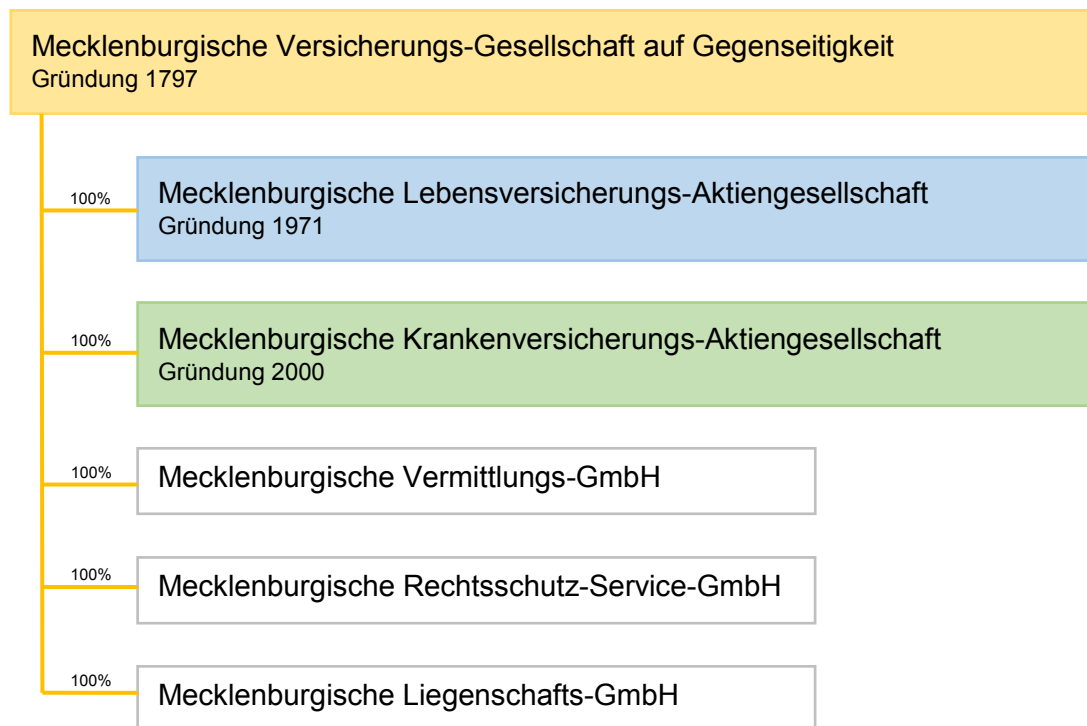 Mecklenburgische Versicherungs-Gesellschaft auf Gegenseitigkeit
Gründung 1797
100%
Mecklenburgische Lebensversicherungs-Aktiengesellschaft
Gründung 1971
100%
Mecklenburgische Krankenversicherungs-Aktiengesellschaft
Gründung 2000
100%
Mecklenburgische Vermittlungs-GmbH
100%
Mecklenburgische Rechtsschutz-Service-GmbH
100%
Mecklenburgische Liegenschafts-GmbH